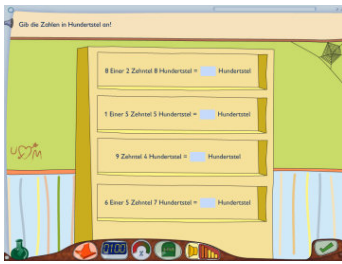 Gib die Zahlen in Hundertstel an!
8 Einer 2 Zehntel 8 Hundertstel = Hundertstel
1 Einer 5 Zehntel 5 Hundertstel = Hundertstel
9 Zehntel 4 Hundertstel = Hundertstel
6 Einer 5 Zehntel 7 Hundertstel = Hundertstel